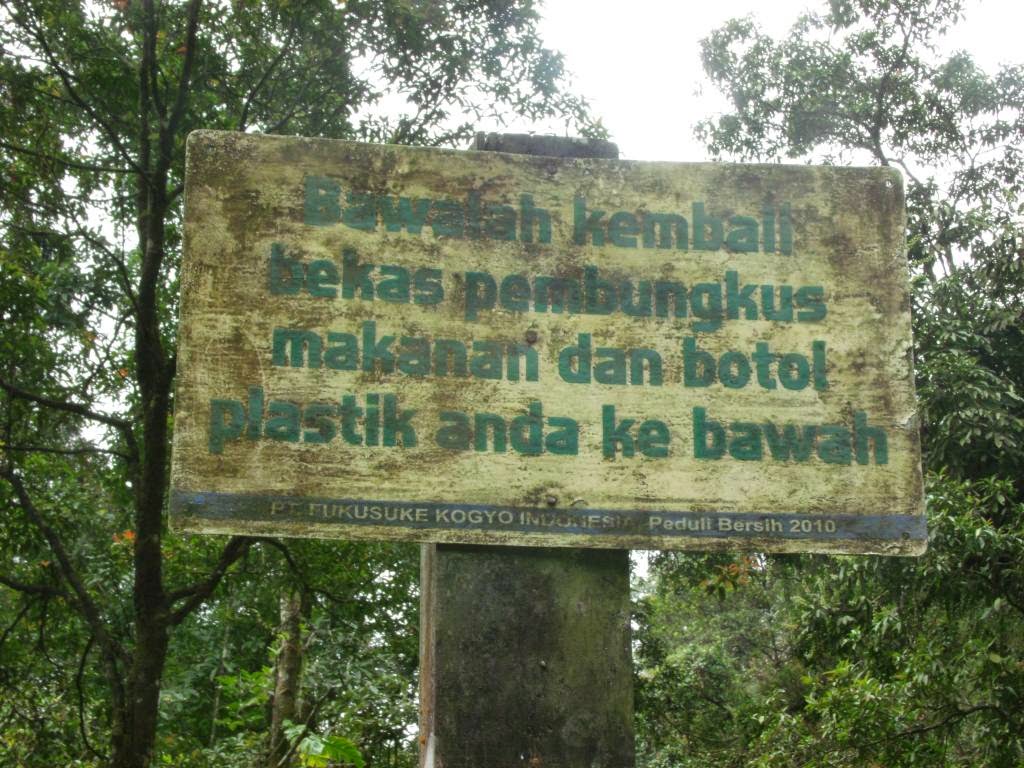 Bawalah kembali
bekas pembungkus
makanan dan botol
plastik anda ke bawah
PT. FUKUSUKE KOGYO INDONESIA, Peduli Bersih 2010